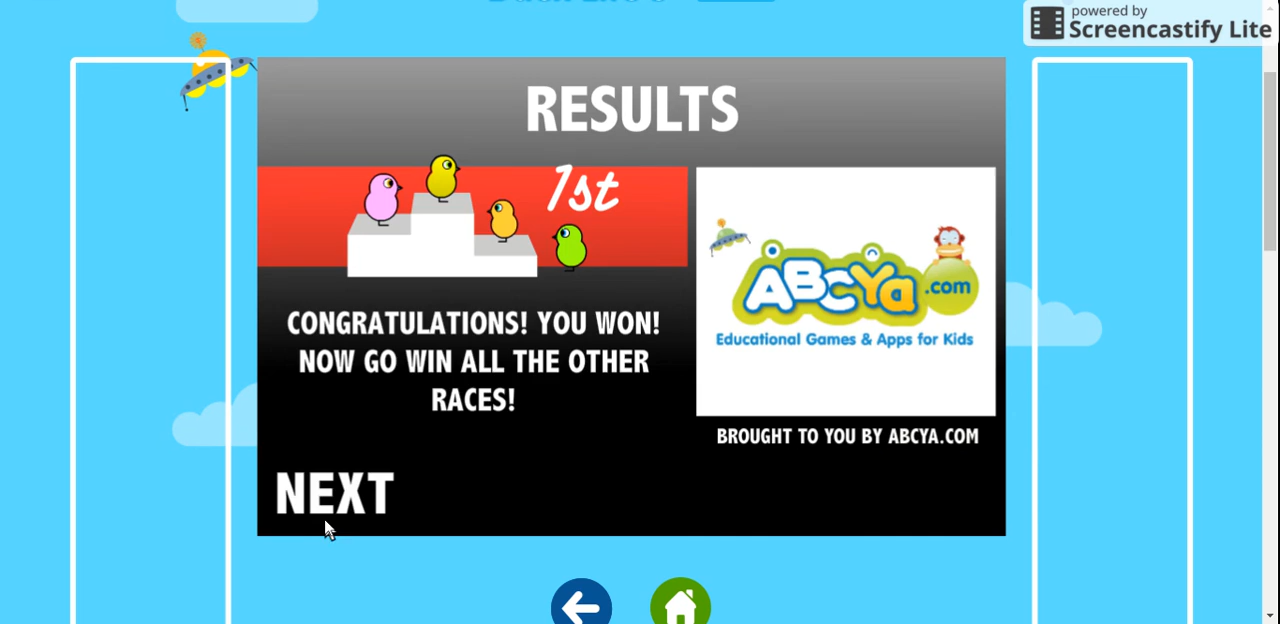 powered by
Screencastify Lite
RESULTS
1st
ABCYa.com
Educational Games & Apps for Kids
CONGRATULATIONS! YOU WON!
NOW GO WIN ALL THE OTHER
RACES!
BROUGHT TO YOU BY ABCYA.COM
NEXT